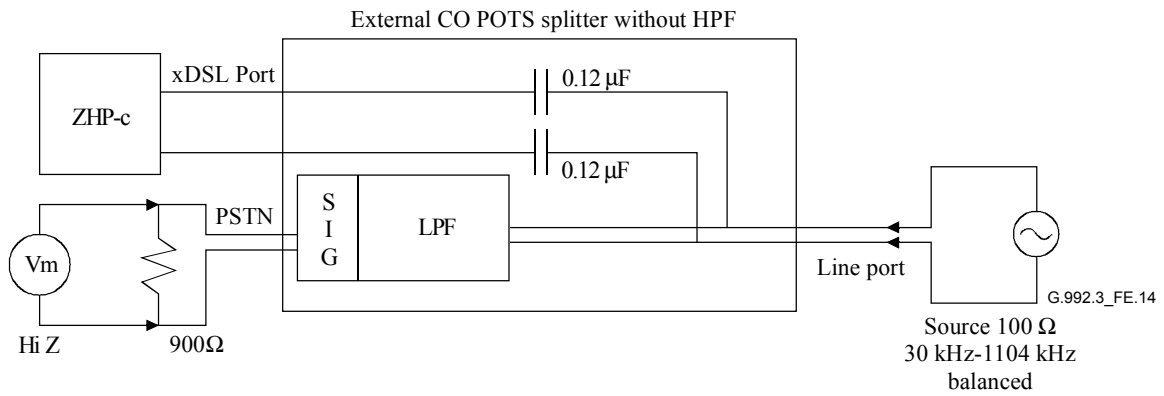 External CO POTS splitter without HPF
xDSL Port
0.12 µF
ZHP-c
0.12 µF
PSTN
S
I
G
LPF
Vm
Line port
G.992.3_FE.14
Hi Z
900Ω
Source 100 Ω
30 kHz-1104 kHz
balanced